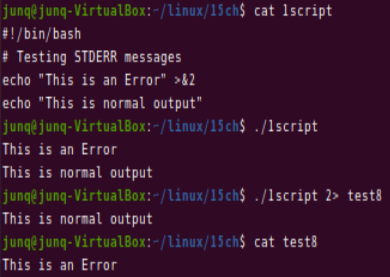 junq@junq-VirtualBox:~/linux/15ch$ cat lscript
#!/bin/bash
# Testing STDERR messages
echo "This is an Error" >&2
echo "This is normal output"
junq@junq-VirtualBox:~/linux/15ch$ ./lscript
This is an Error
This is normal output
junq@junq-VirtualBox:~/linux/15ch$ ./lscript 2> test8
This is normal output
junq@junq-VirtualBox:~/linux/15ch$ cat test8
This is an Error